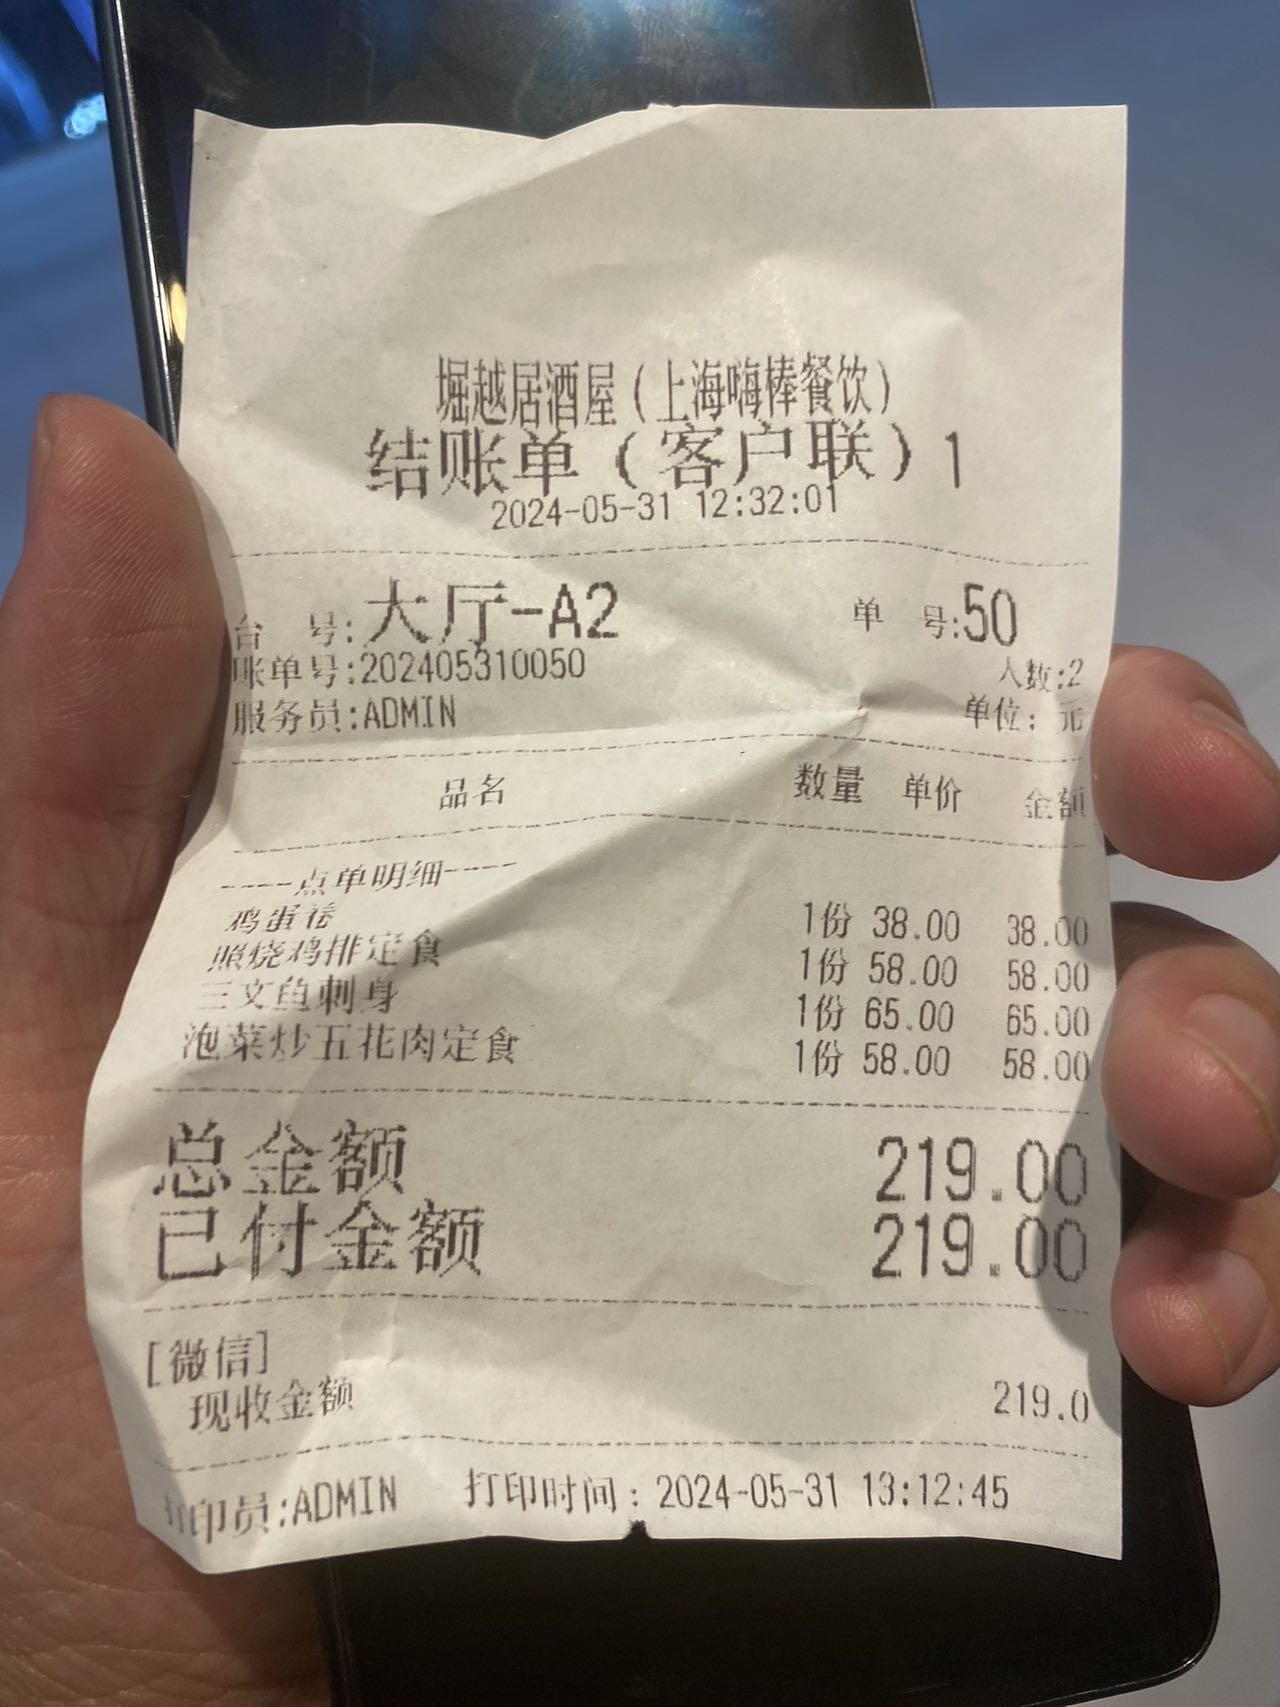 堀越居酒屋(上海嗨棒餐饮)
结账单(客户联)1
2024-05-31 12:32:01
台 号:大厅-A2 单 号:50
账单号:202405310050 人数:2
服务员:ADMIN 单位: 元
品名 数量 单价 金额
----点单明细----
鸡蛋卷 1份 38.00 38.00
照烧鸡排定食 1份 58.00 58.00
三文鱼刺身 1份 65.00 65.00
泡菜炒五花肉定食 1份 58.00 58.00
总金额 219.00
已付金额 219.00
[微信]
现收金额 219.0
打印员:ADMIN 打印时间:2024-05-31 13:12:45